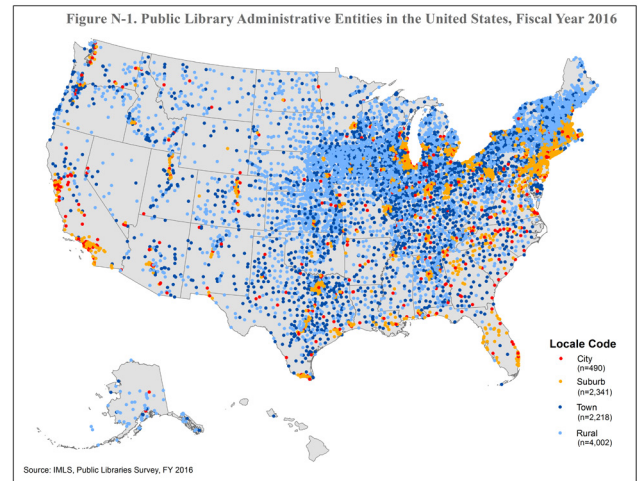 Figure N-1. Public Library Administrative Entities in the United States, Fiscal Year 2016
Locale Code
City
(n=490)
Suburb
(n=2,341)
Town
(n=2,218)
Rural
(n=4,002)
Source: IMLS, Public Libraries Survey, FY 2016